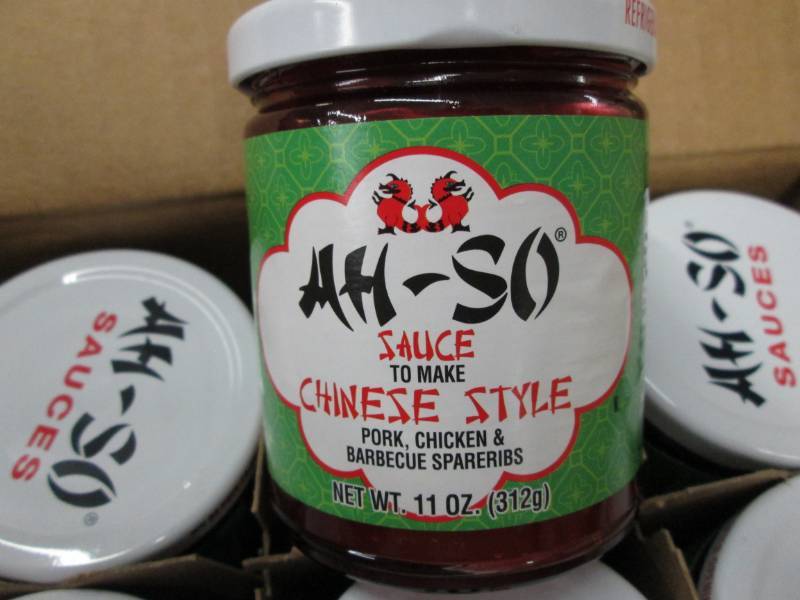 AH-SO®
SAUCE
TO MAKE
CHINESE STYLE
PORK, CHICKEN &
BARBECUE SPARERIBS
NET WT. 11 OZ. (312g)
AH-SO®
SAUCES
AH-SO®
SAUCES